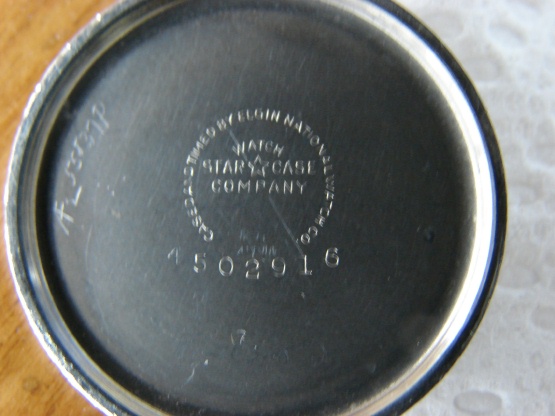 CASED AND TIMED BY ELGIN NATIONAL WATCH CO.
WATCH
STAR ☆ CASE
COMPANY
4502916